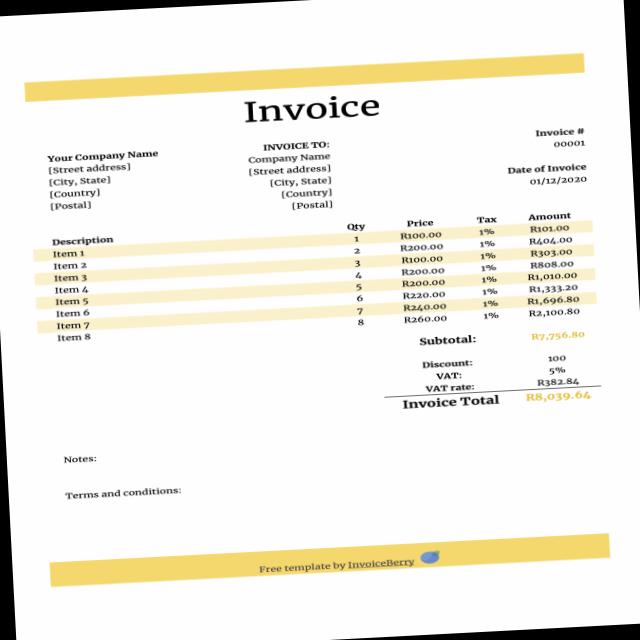 Invoice
Invoice #
00001
Your Company Name
[Street address]
[City, State]
[Country]
[Postal]
INVOICE TO:
Company Name
[Street address]
[City, State]
[Country]
[Postal]
Date of Invoice
01/12/2020
Description Qty Price Tax Amount
Item 1 1 R100.00 1% R101.00
Item 2 2 R200.00 1% R404.00
Item 3 3 R100.00 1% R303.00
Item 4 4 R200.00 1% R808.00
Item 5 5 R200.00 1% R1,010.00
Item 6 6 R220.00 1% R1,333.20
Item 7 7 R240.00 1% R1,696.80
Item 8 8 R260.00 1% R2,100.80
Subtotal: R7,756.80
Discount: 100
VAT: 5%
VAT rate: R382.84
Invoice Total R8,039.64
Notes:
Terms and conditions:
Free template by InvoiceBerry